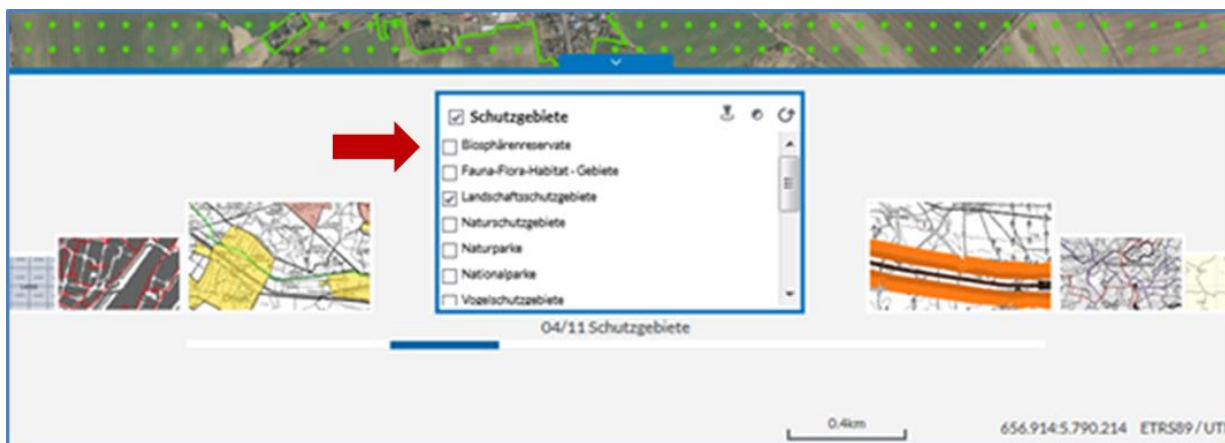 Schutzgebiete
Biosphärenreservate
Fauna-Flora-Habitat - Gebiete
Landschaftsschutzgebiete
Naturschutzgebiete
Naturparke
Nationalparke
Vogelschutzgebiete
04/11 Schutzgebiete
0.4km
656.914:5.790.214 ETRS89 / UT